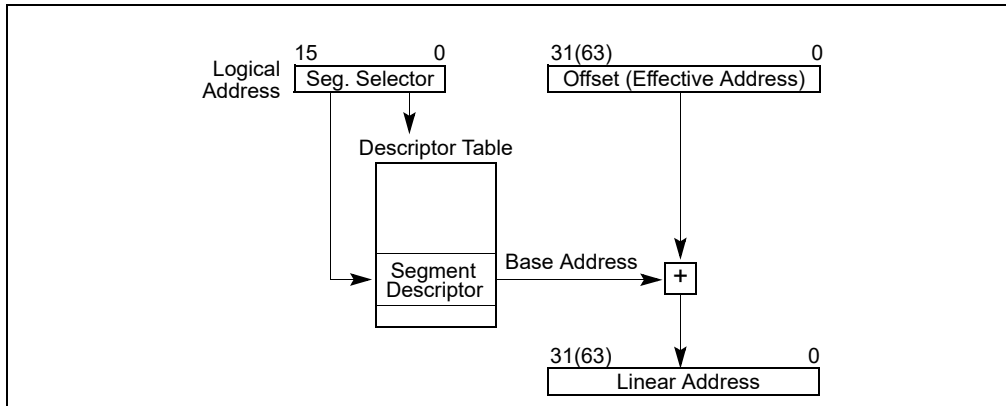 15 0
31(63) 0
Logical
Address
Seg. Selector
Offset (Effective Address)
Descriptor Table
Segment
Descriptor
Base Address
+
31(63) 0
Linear Address